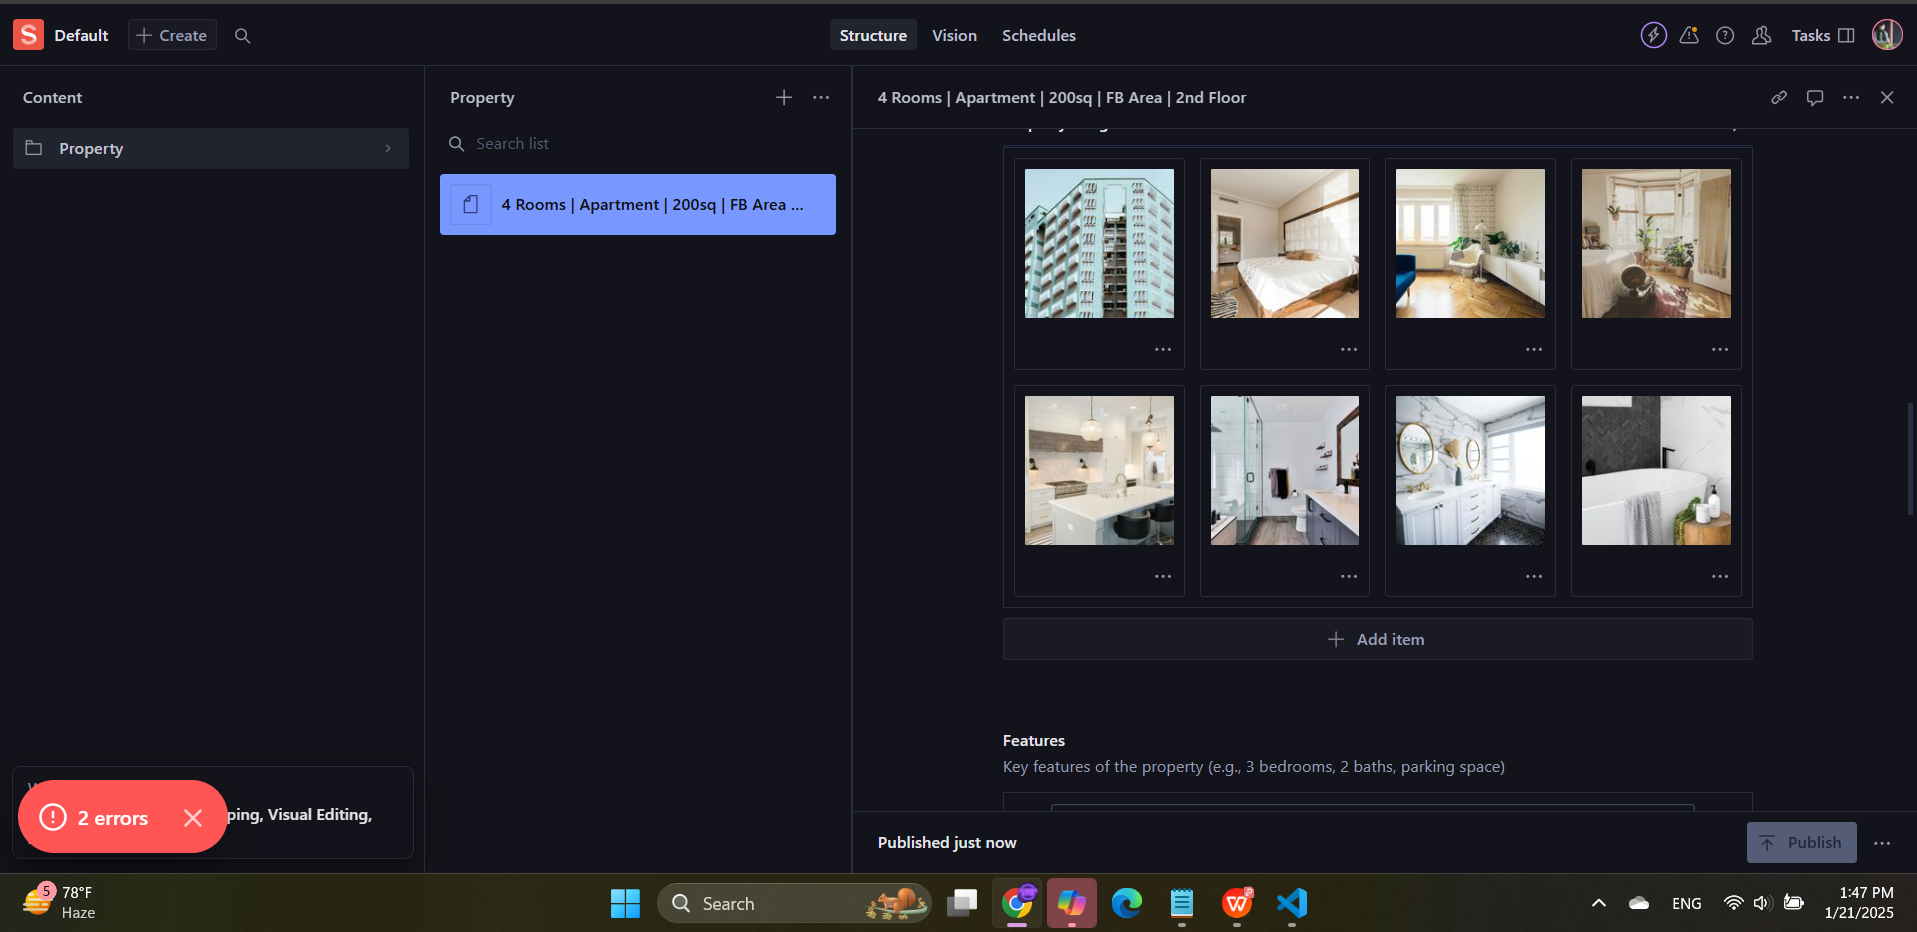 S Default
Create
Structure
Vision
Schedules
Tasks
Content
Property
Property
Search list
4 Rooms | Apartment | 200sq | FB Area ...
4 Rooms | Apartment | 200sq | FB Area | 2nd Floor
Add item
Features
Key features of the property (e.g., 3 bedrooms, 2 baths, parking space)
2 errors
ping, Visual Editing,
Published just now
Publish
5
78°F
Haze
Search
ENG
1:47 PM
1/21/2025